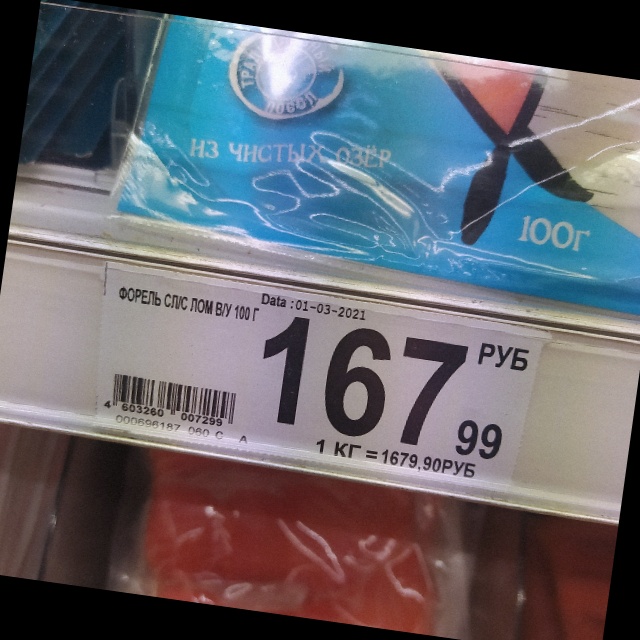 ИЗ ЧИСТЫХ ОЗЁР
100г
ФОРЕЛЬ СЛ/С ЛОМ В/У 100 Г
Data :01-03-2021
167 99 РУБ
4 603260 007299
000696187 060 C A
1 КГ =1679,90РУБ